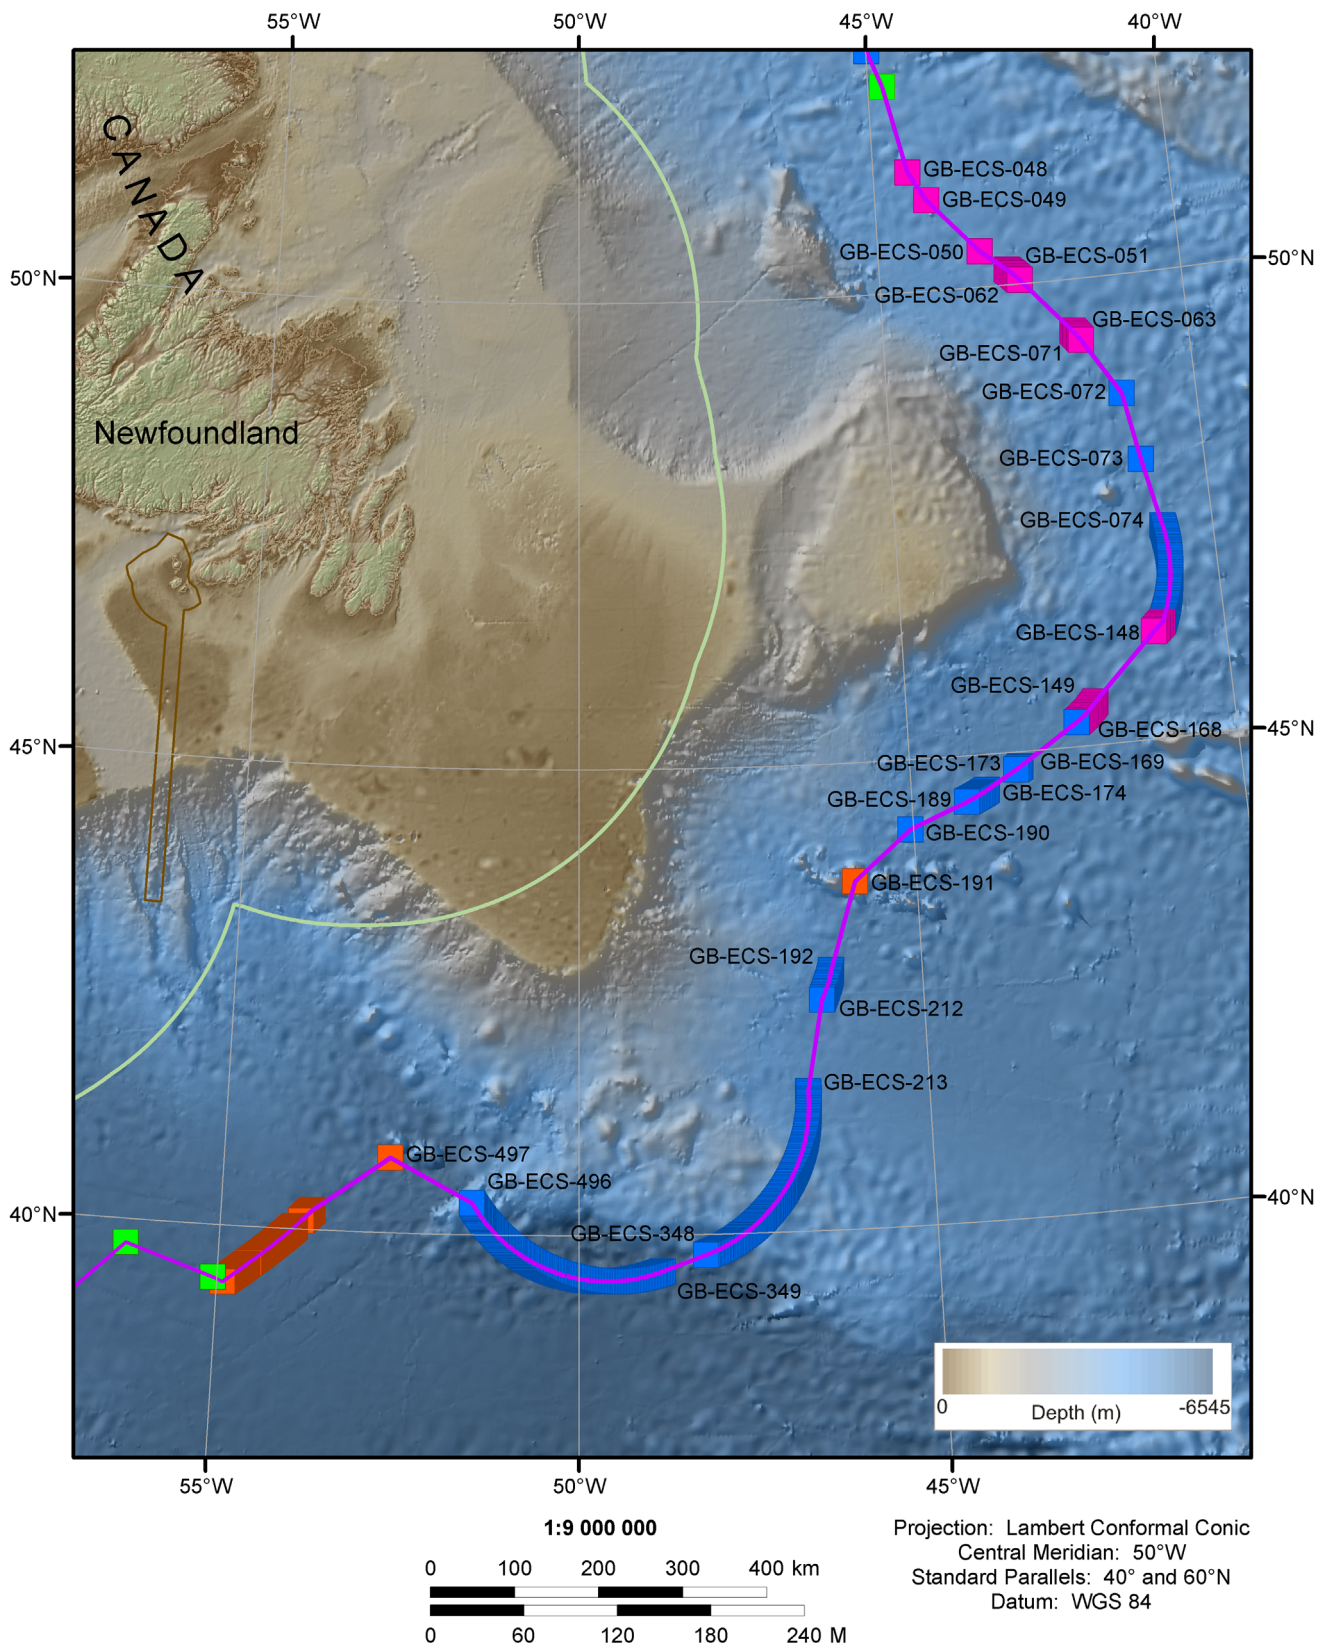 55°W 50°W 45°W 40°W
CANADA
GB-ECS-048
GB-ECS-049
GB-ECS-050
GB-ECS-051
50°N
50°N
GB-ECS-062
GB-ECS-063
GB-ECS-071
GB-ECS-072
Newfoundland
GB-ECS-073
GB-ECS-074
GB-ECS-148
GB-ECS-149
GB-ECS-168
45°N
45°N
GB-ECS-173
GB-ECS-169
GB-ECS-189
GB-ECS-174
GB-ECS-190
GB-ECS-191
GB-ECS-192
GB-ECS-212
GB-ECS-213
GB-ECS-497
GB-ECS-496
40°N
40°N
GB-ECS-348
GB-ECS-349
0 Depth (m) -6545
55°W 50°W 45°W
1:9 000 000
0 100 200 300 400 km
0 60 120 180 240 M
Projection: Lambert Conformal Conic
Central Meridian: 50°W
Standard Parallels: 40° and 60°N
Datum: WGS 84